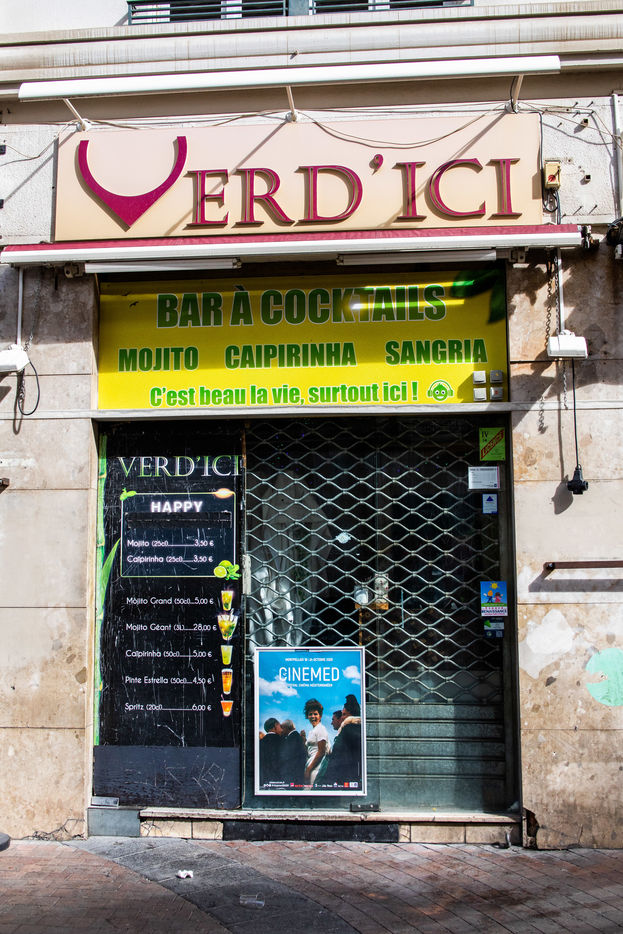 VERD'ICI
BAR À COCKTAILS
MOJITO CAIPIRINHA SANGRIA
C'est beau la vie, surtout ici !
VERD'ICI
HAPPY
Mojito (25cl)......3,50 €
Caipirinha (25cl)....3,50 €
Mojito Grand (50cl)...5,00 €
Mojito Géant (3L)....28,00 €
Caïpirinha (50cl)........5,00 €
Pinte Estrella (50cl)...4,50 €
Spritz (20cl)..............6,00 €
CINEMED